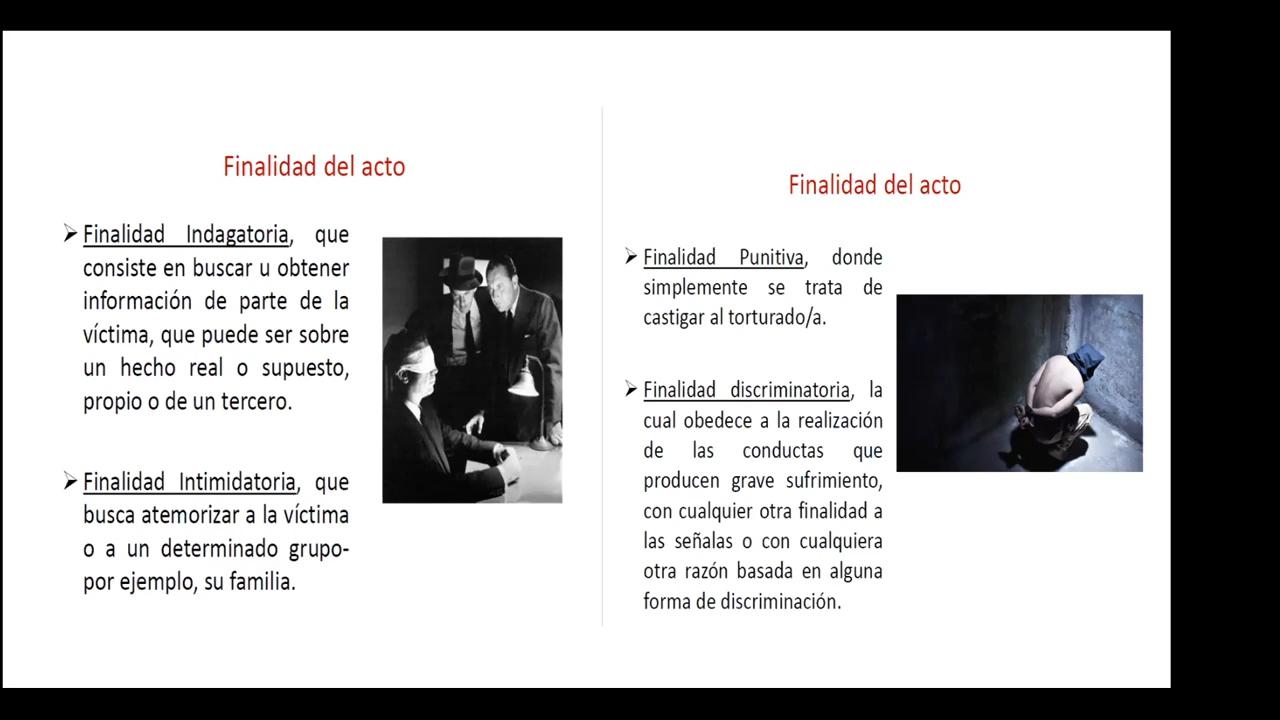 Finalidad del acto
Finalidad Indagatoria, que
consiste en buscar u obtener
información de parte de la
víctima, que puede ser sobre
un hecho real o supuesto,
propio o de un tercero.
Finalidad Intimidatoria, que
busca atemorizar a la víctima
o a un determinado grupo-
por ejemplo, su familia.
Finalidad del acto
Finalidad Punitiva, donde
simplemente se trata de
castigar al torturado/a.
Finalidad discriminatoria, la
cual obedece a la realización
de las conductas que
producen grave sufrimiento,
con cualquier otra finalidad a
las señalas o con cualquiera
otra razón basada en alguna
forma de discriminación.